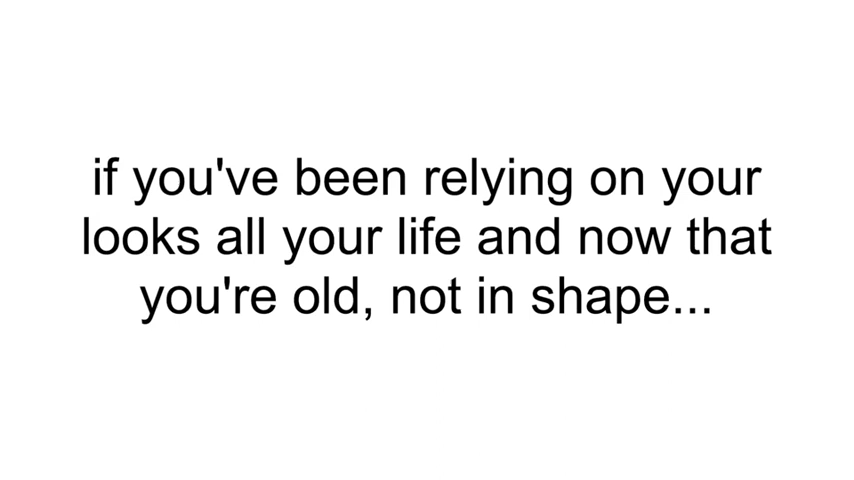 if you've been relying on your
looks all your life and now that
you're old, not in shape...